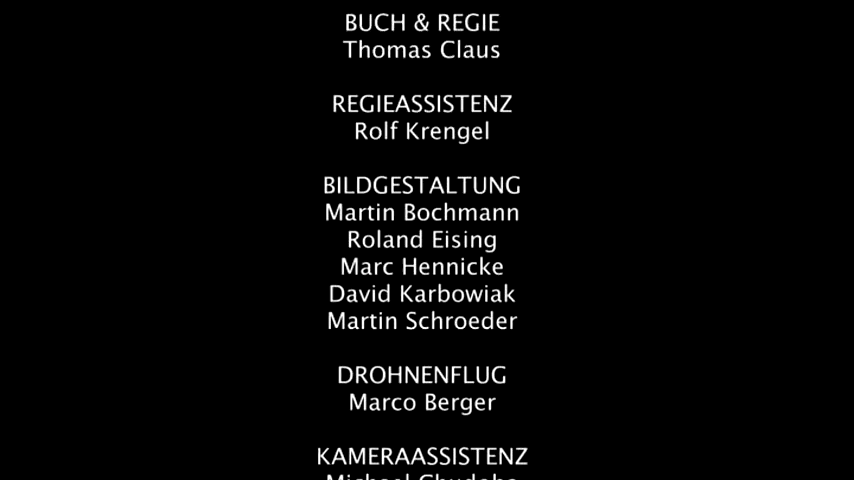 BUCH & REGIE
Thomas Claus
REGIEASSISTENZ
Rolf Krengel
BILDGESTALTUNG
Martin Bochmann
Roland Eising
Marc Hennicke
David Karbowiak
Martin Schroeder
DROHNENFLUG
Marco Berger
KAMERAASSISTENZ
Michael